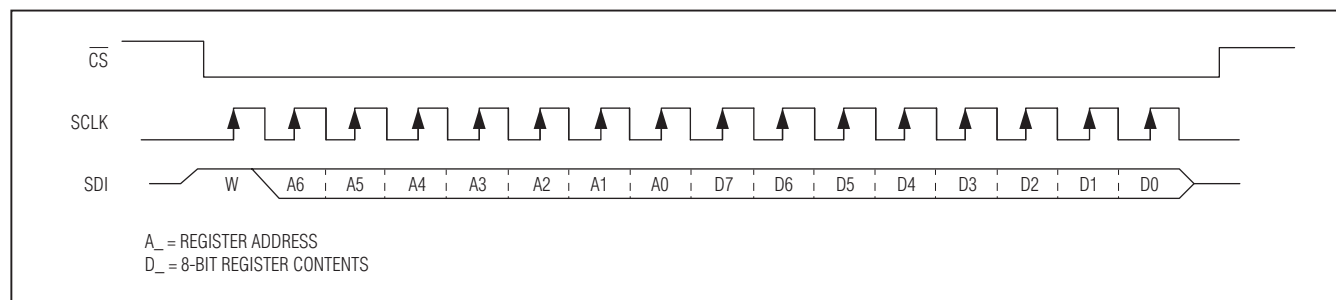 C̅S̅
SCLK
SDI W A6 A5 A4 A3 A2 A1 A0 D7 D6 D5 D4 D3 D2 D1 D0
A_ = REGISTER ADDRESS
D_ = 8-BIT REGISTER CONTENTS